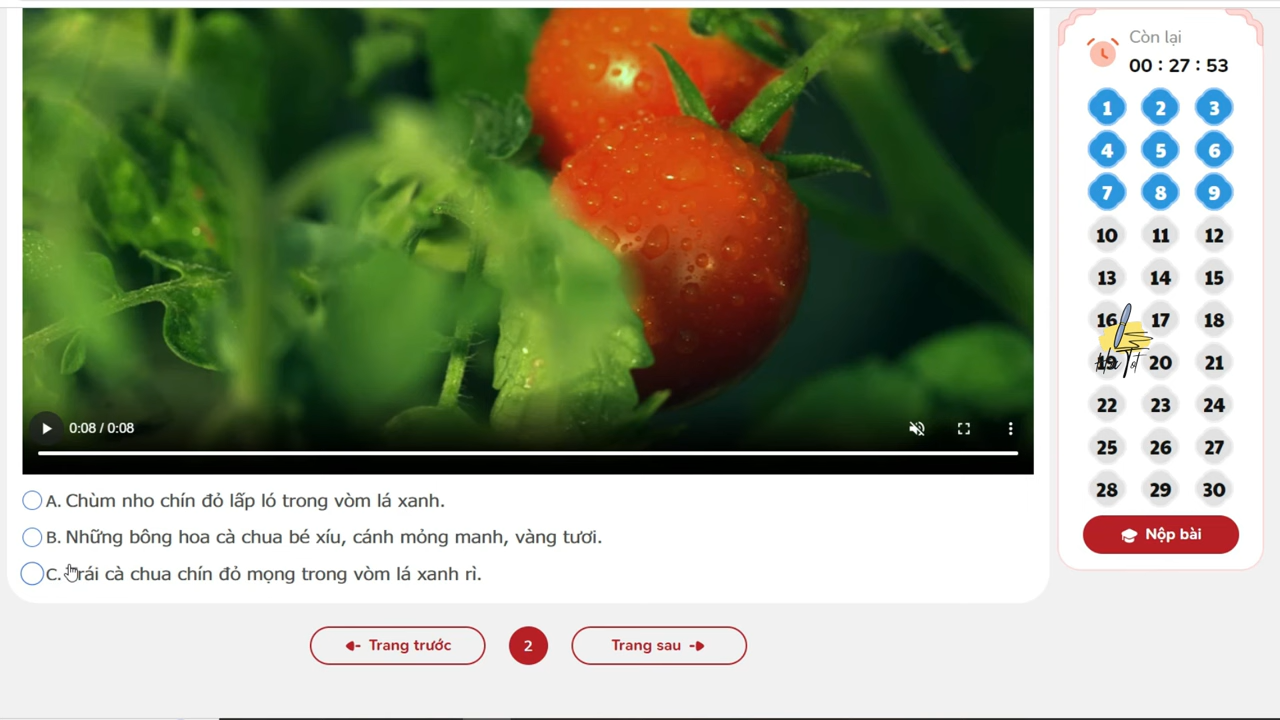 Còn lại
00 : 27 : 53
1 2 3
4 5 6
7 8 9
10 11 12
13 14 15
16 17 18
19 20 21
22 23 24
25 26 27
28 29 30
Nộp bài
0:08 / 0:08
A. Chùm nho chín đỏ lấp ló trong vòm lá xanh.
B. Những bông hoa cà chua bé xíu, cánh mỏng manh, vàng tươi.
C. Trái cà chua chín đỏ mọng trong vòm lá xanh rì.
Trang trước 2 Trang sau